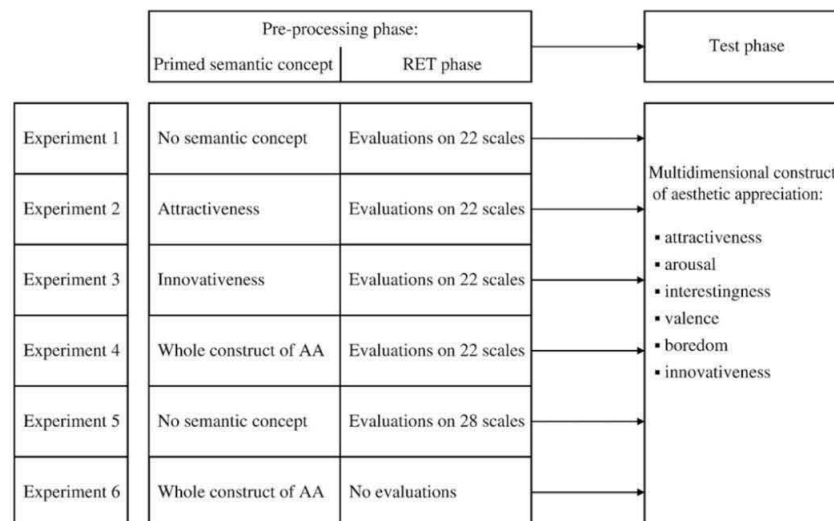 Pre-processing phase:
Primed semantic concept RET phase
Test phase
Experiment 1 No semantic concept Evaluations on 22 scales
Experiment 2 Attractiveness Evaluations on 22 scales
Experiment 3 Innovativeness Evaluations on 22 scales
Experiment 4 Whole construct of AA Evaluations on 22 scales
Experiment 5 No semantic concept Evaluations on 28 scales
Experiment 6 Whole construct of AA No evaluations
Multidimensional construct
of aesthetic appreciation:
▪ attractiveness
▪ arousal
▪ interestingness
▪ valence
▪ boredom
▪ innovativeness